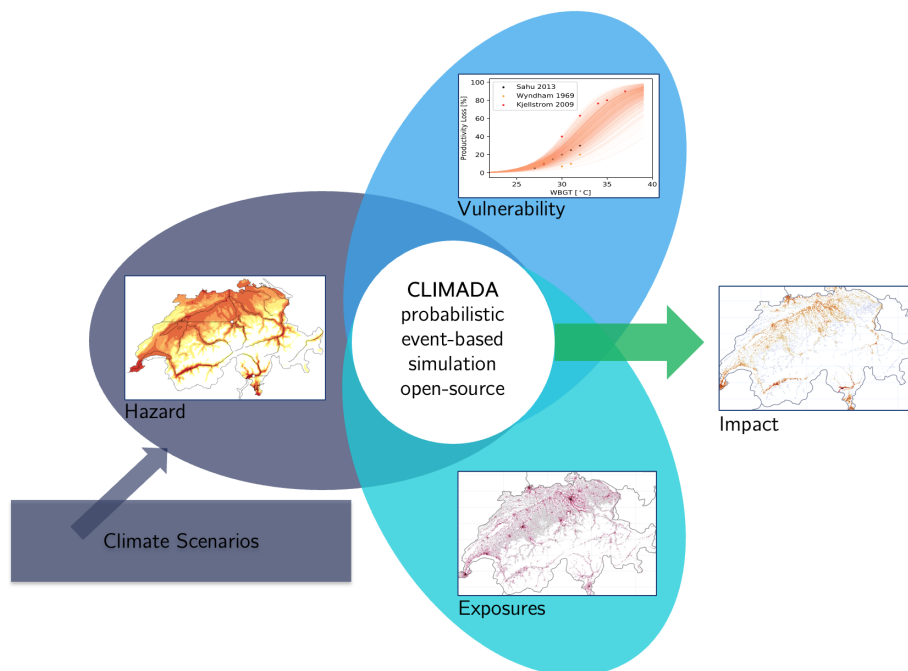 Productivity Loss [%]
100
80
60
40
20
0
Sahu 2013
Wyndham 1969
Kjellstrom 2009
25
30
35
40
WBGT [°C]
Vulnerability
CLIMADA
probabilistic
event-based
simulation
open-source
Hazard
Impact
Climate Scenarios
Exposures